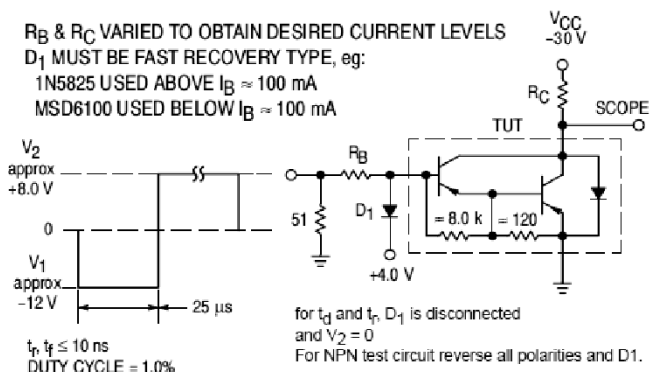 R_B & R_C VARIED TO OBTAIN DESIRED CURRENT LEVELS
D_1 MUST BE FAST RECOVERY TYPE, eg:
1N5825 USED ABOVE I_B ≈ 100 mA
MSD6100 USED BELOW I_B ≈ 100 mA
V_CC
-30 V
R_C
SCOPE
TUT
V_2
approx
+8.0 V
0
V_1
approx
-12 V
25 μs
R_B
51
D_1
+4.0 V
≈ 8.0 k
≈ 120
t_r, t_f ≤ 10 ns
DUTY CYCLE = 1.0%
for t_d and t_r, D_1 is disconnected
and V_2 = 0
For NPN test circuit reverse all polarities and D1.